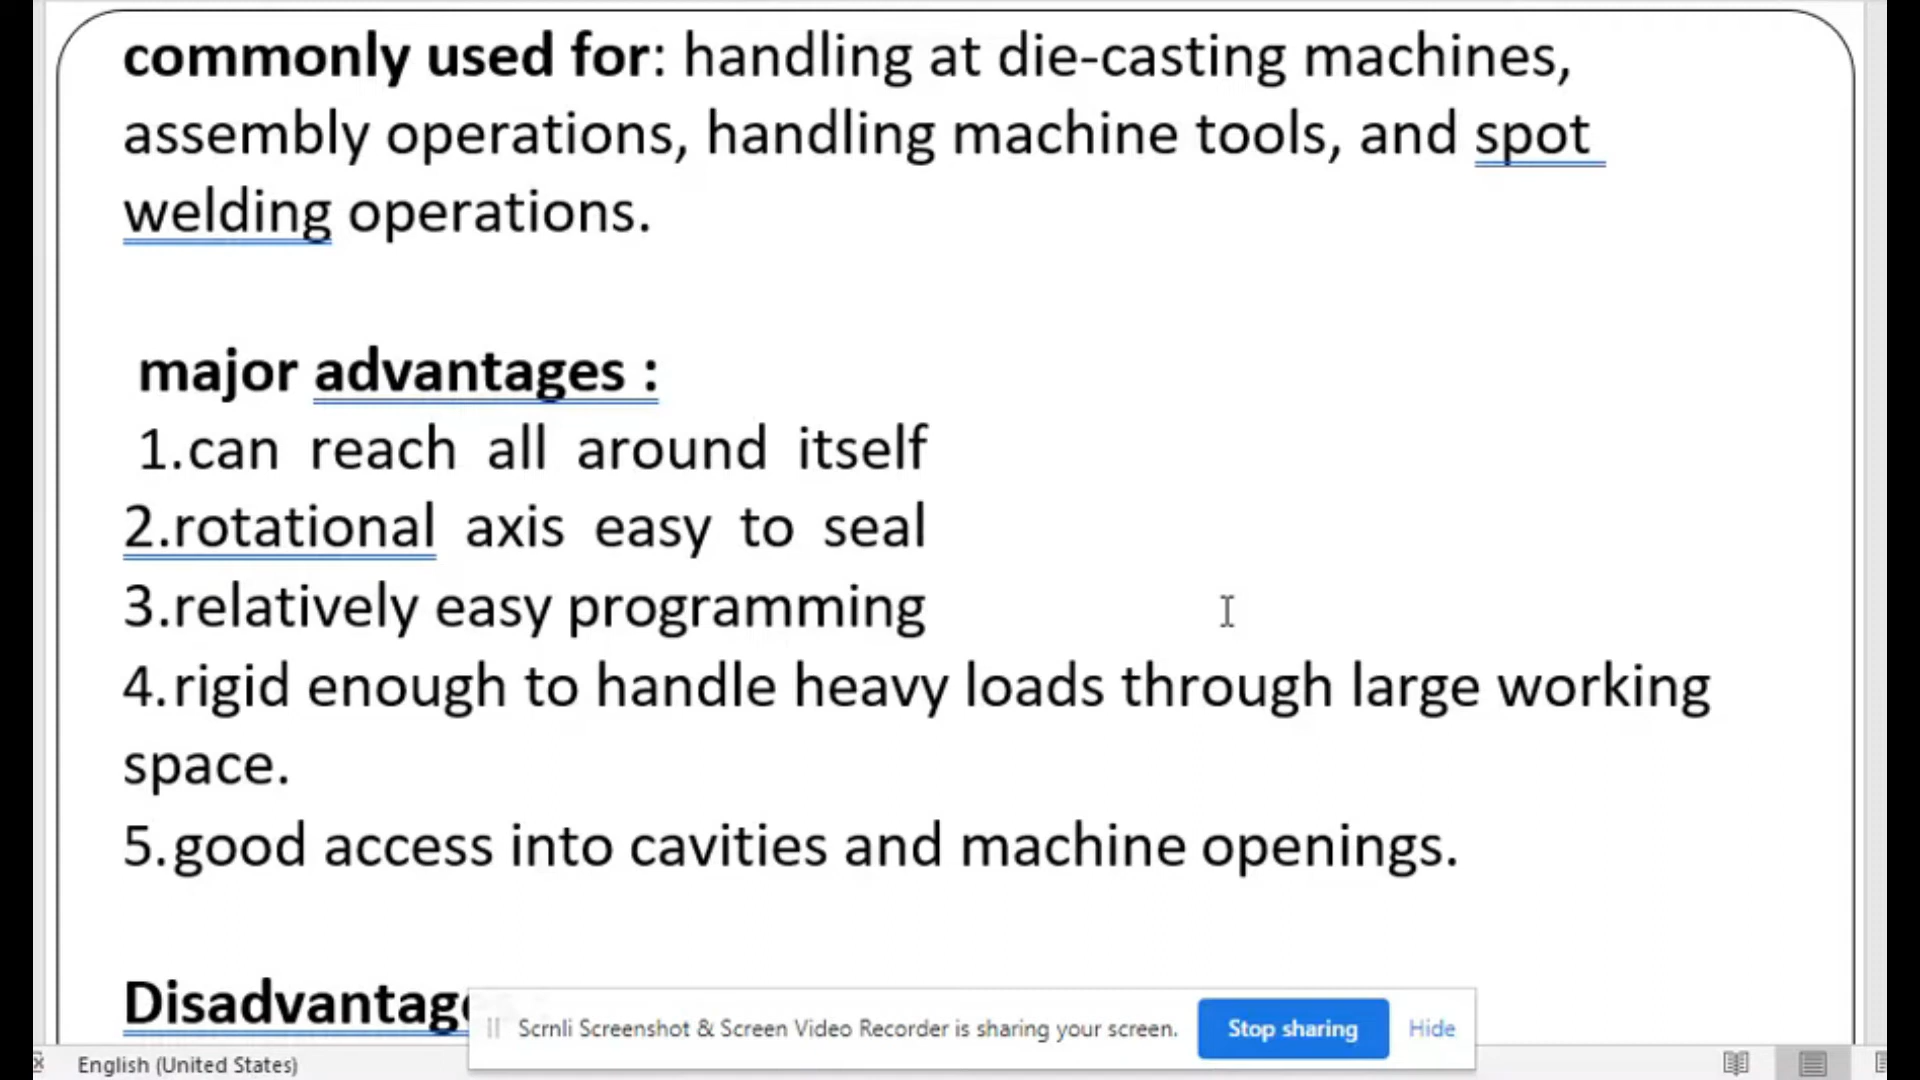 commonly used for: handling at die-casting machines,
assembly operations, handling machine tools, and spot
welding operations.
major advantages :
1.can reach all around itself
2.rotational axis easy to seal
3.relatively easy programming
4.rigid enough to handle heavy loads through large working
space.
5.good access into cavities and machine openings.
Scrnli Screenshot & Screen Video Recorder is sharing your screen.
Stop sharing
Hide
English (United States)